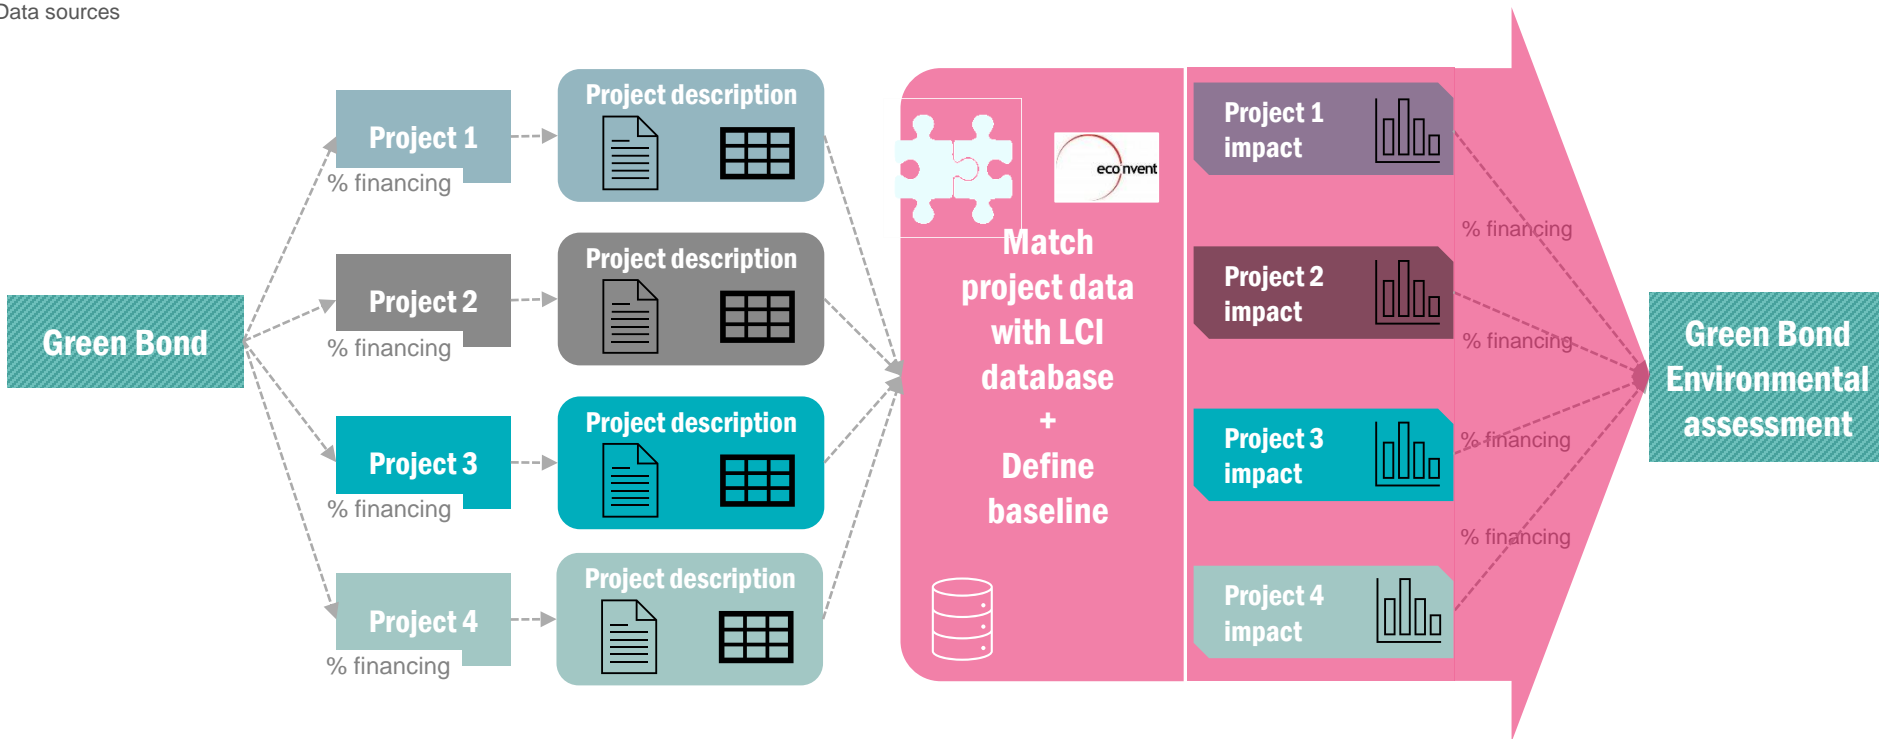 Data sources
Green Bond
Project 1
% financing
Project 2
% financing
Project 3
% financing
Project 4
% financing
Project description
Project description
Project description
Project description
ecoinvent
Match
project data
with LCI
database
+
Define
baseline
Project 1
impact
Project 2
impact
Project 3
impact
Project 4
impact
% financing
% financing
% financing
% financing
Green Bond
Environmental
assessment